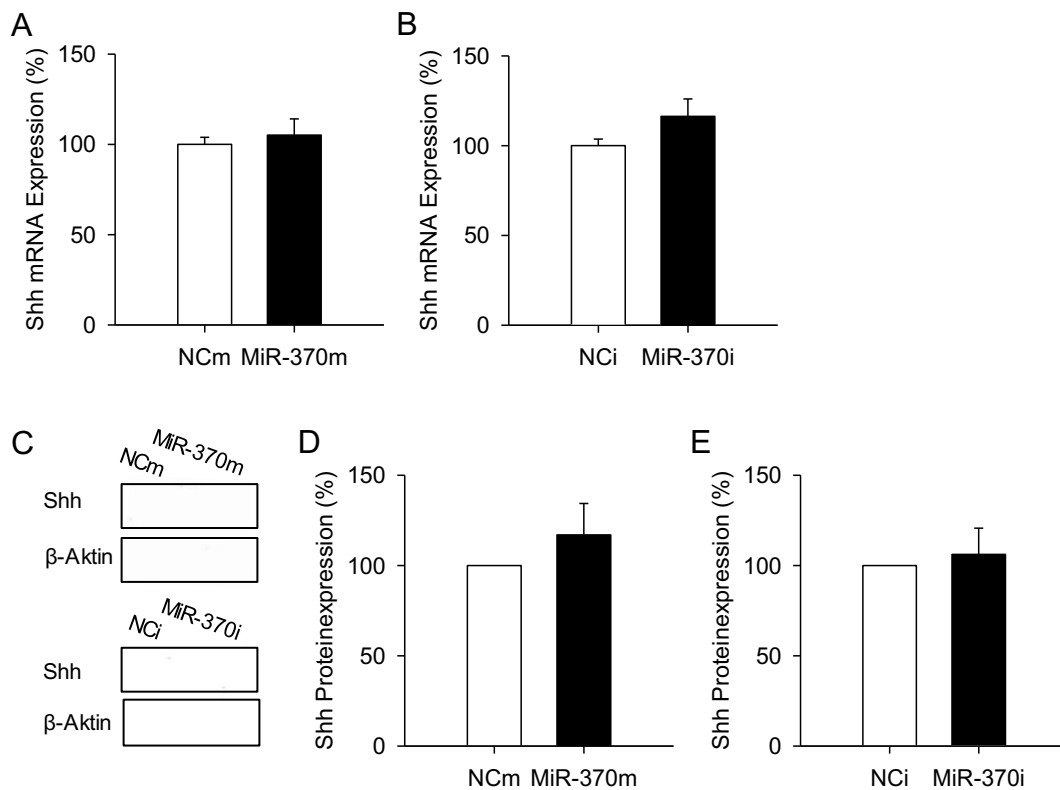 A
Shh mRNA Expression (%)
150
100
50
0
NCm MiR-370m
B
Shh mRNA Expression (%)
150
100
50
0
NCi MiR-370i
C
NCm MiR-370m
Shh
β-Aktin
NCi MiR-370i
Shh
β-Aktin
D
Shh Proteinexpression (%)
150
100
50
0
NCm MiR-370m
E
Shh Proteinexpression (%)
150
100
50
0
NCi MiR-370i